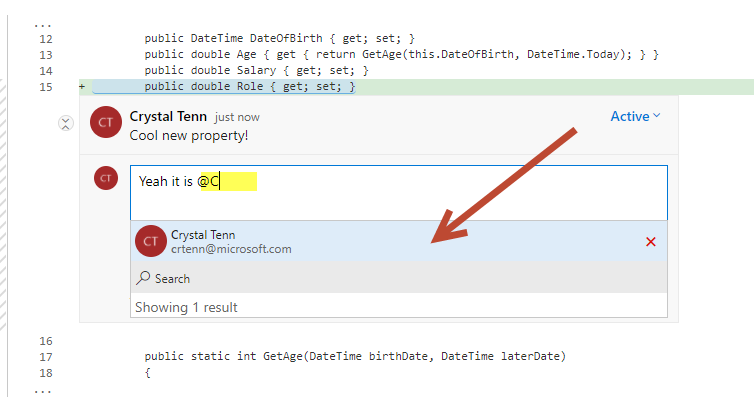 ...
12 public DateTime DateOfBirth { get; set; }
13 public double Age { get { return GetAge(this.DateOfBirth, DateTime.Today); } }
14 public double Salary { get; set; }
15 + public double Role { get; set; }
CT Crystal Tenn just now Active
Cool new property!
CT Yeah it is @C
CT Crystal Tenn
crtenn@microsoft.com
Search
Showing 1 result
16
17 public static int GetAge(DateTime birthDate, DateTime laterDate)
18 {
...